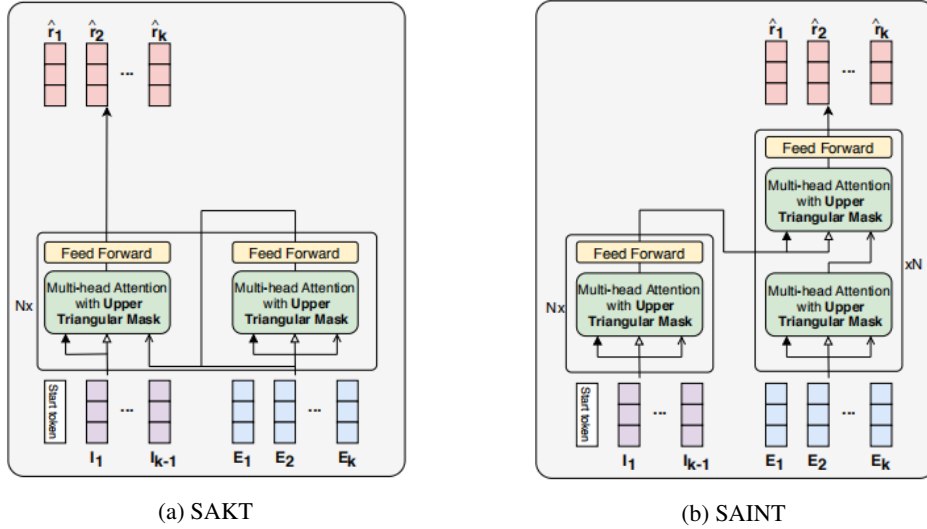 r̂1 r̂2 ... r̂k
Feed Forward
Multi-head Attention
with Upper
Triangular Mask
Feed Forward
Multi-head Attention
with Upper
Triangular Mask
Nx
Start token
... ...
I1 Ik-1 E1 E2 Ek
(a) SAKT
r̂1 r̂2 ... r̂k
Feed Forward
Multi-head Attention
with Upper
Triangular Mask
xN
Feed Forward
Multi-head Attention
with Upper
Triangular Mask
Nx
Multi-head Attention
with Upper
Triangular Mask
Start token
... ...
I1 Ik-1 E1 E2 Ek
(b) SAINT